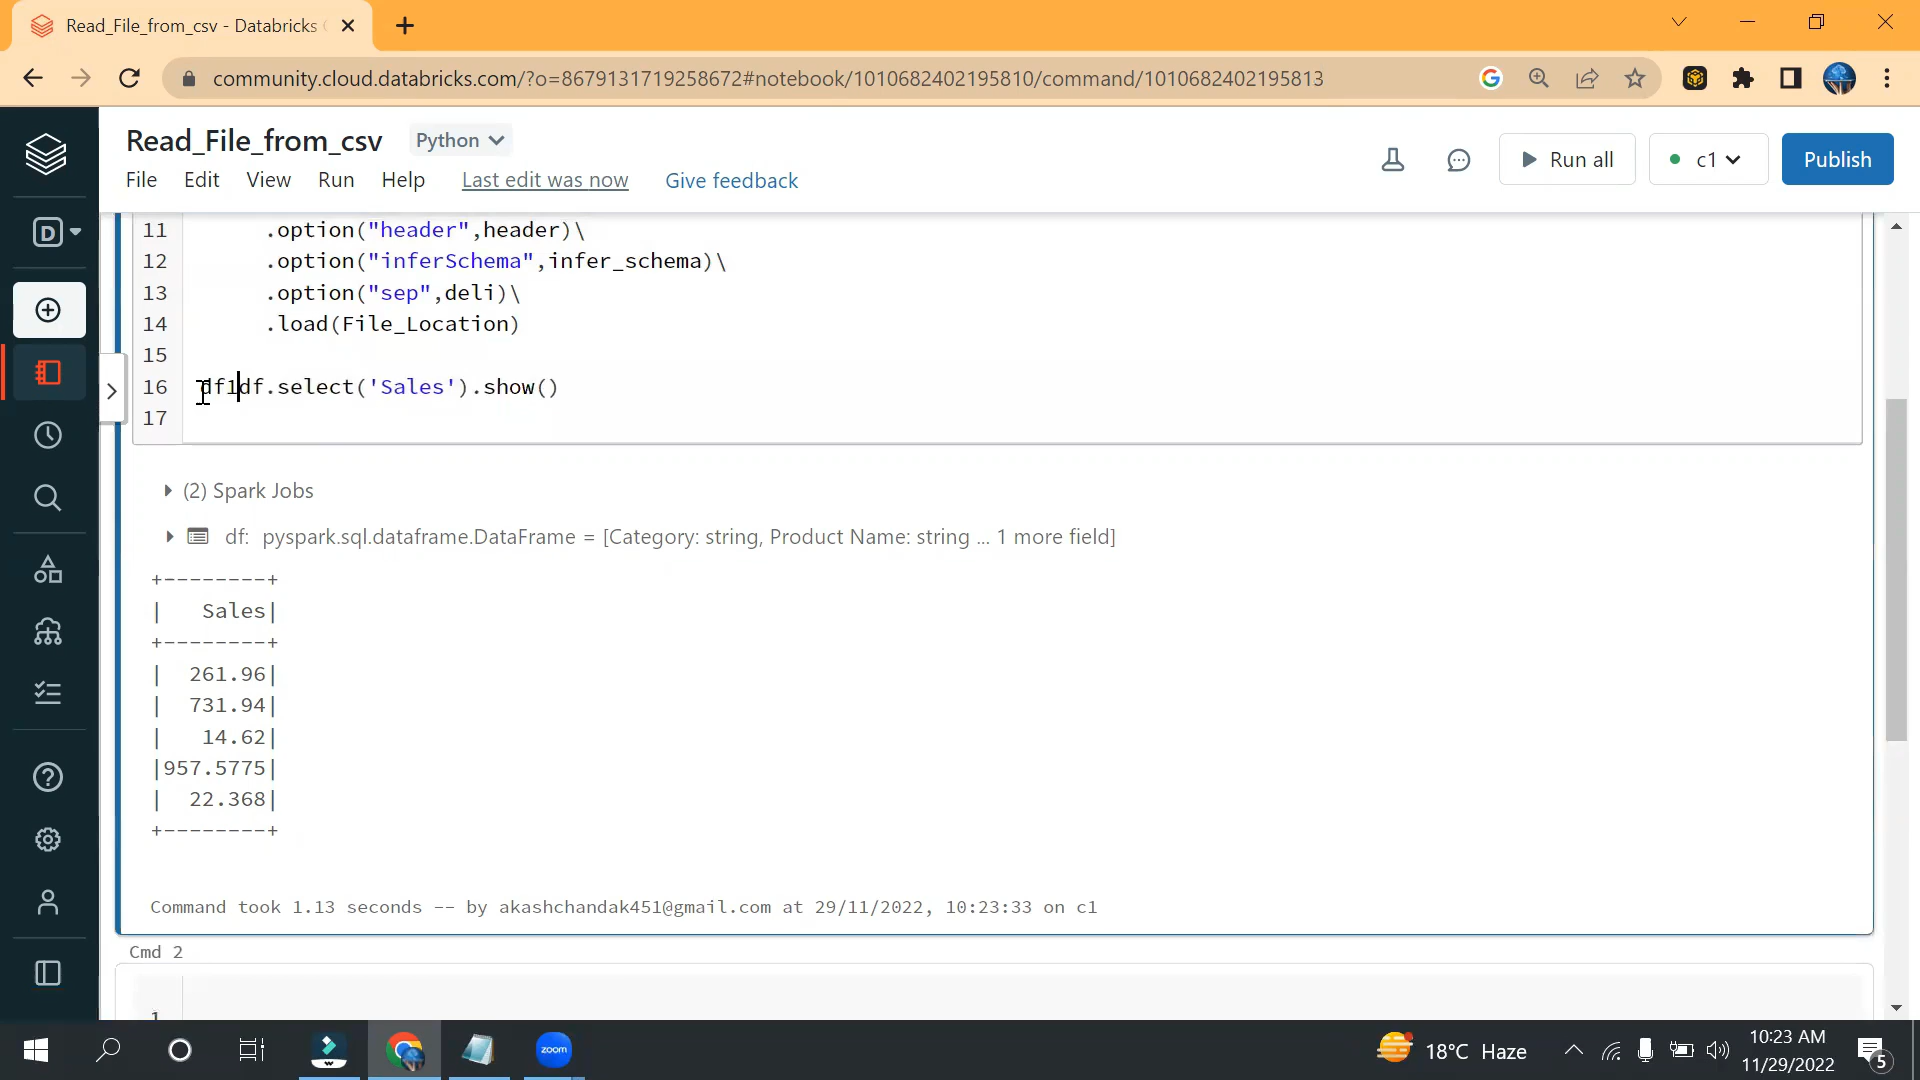 Read_File_from_csv - Databricks
community.cloud.databricks.com/?o=8679131719258672#notebook/1010682402195810/command/1010682402195813
Read_File_from_csv Python
Run all c1 Publish
File Edit View Run Help Last edit was now Give feedback
D
11 .option("header",header)\
12 .option("inferSchema",infer_schema)\
13 .option("sep",deli)\
14 .load(File_Location)
15
16 df1df.select('Sales').show()
17
(2) Spark Jobs
df: pyspark.sql.dataframe.DataFrame = [Category: string, Product Name: string ... 1 more field]
+--------+
|   Sales|
+--------+
|  261.96|
|  731.94|
|   14.62|
|957.5775|
|  22.368|
+--------+
Command took 1.13 seconds -- by akashchandak451@gmail.com at 29/11/2022, 10:23:33 on c1
Cmd 2
1
zoom
18°C Haze
10:23 AM
11/29/2022
5